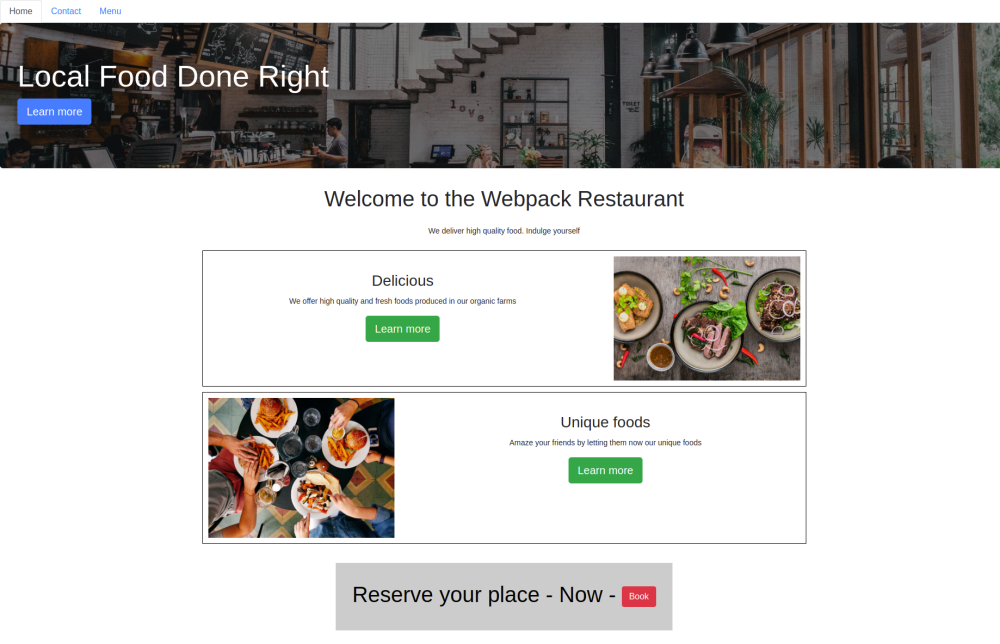 Home
Contact
Menu
Local Food Done Right
Learn more
love
TOILET
Welcome to the Webpack Restaurant
We deliver high quality food. Indulge yourself
Delicious
We offer high quality and fresh foods produced in our organic farms
Learn more
Unique foods
Amaze your friends by letting them now our unique foods
Learn more
Reserve your place - Now - Book